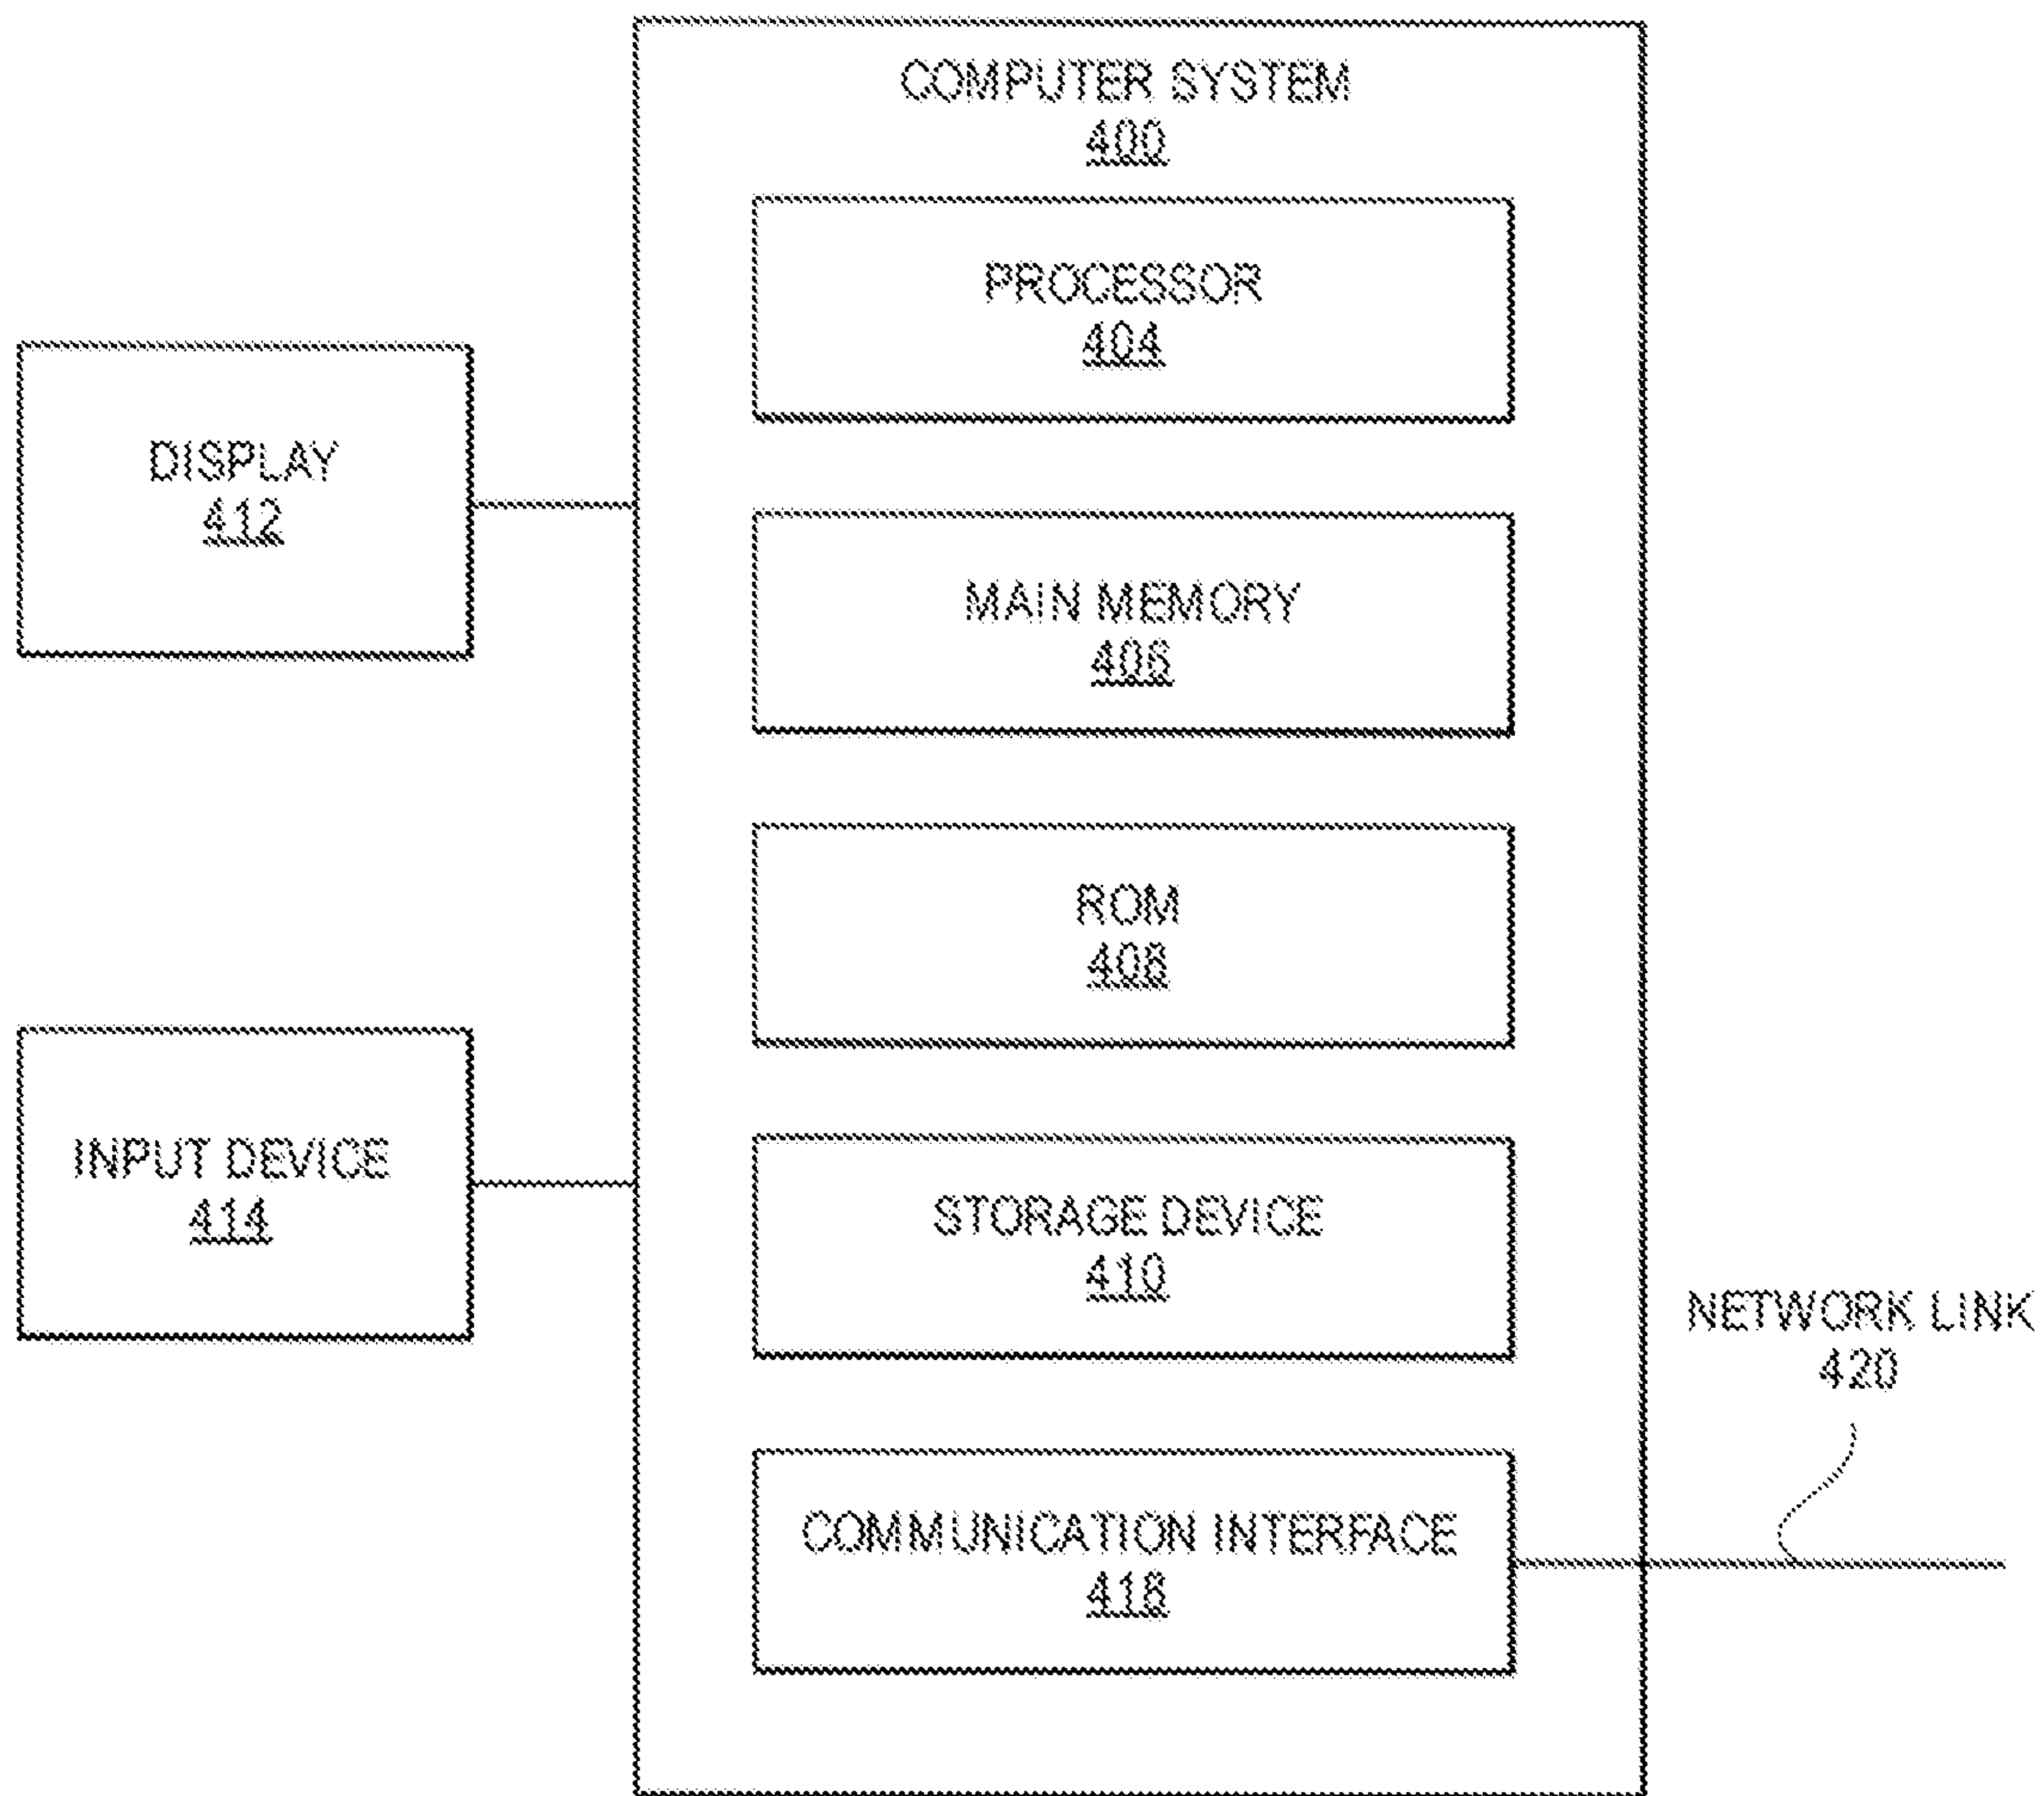 COMPUTER SYSTEM
400
PROCESSOR
404
DISPLAY
412
MAIN MEMORY
406
ROM
408
INPUT DEVICE
414
STORAGE DEVICE
410
NETWORK LINK
420
COMMUNICATION INTERFACE
418